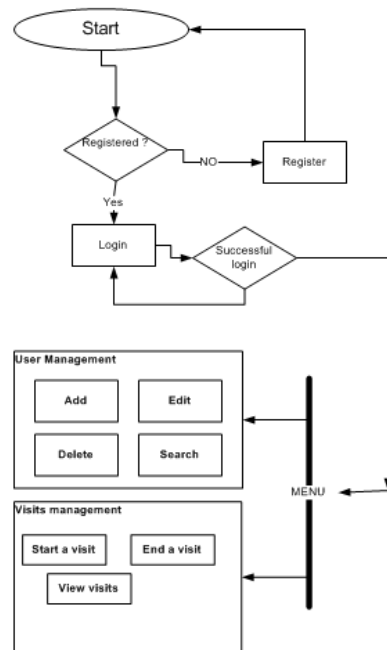 Start
Registered ?
NO
Register
Yes
Login
Successful
login
User Management
Add
Edit
Delete
Search
MENU
Visits management
Start a visit
End a visit
View visits